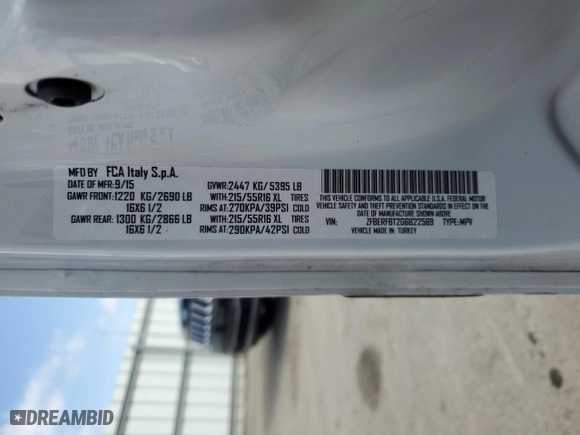 MFD BY FCA Italy S.p.A.
DATE OF MFR:9/15 GVWR:2447 KG/5395 LB
GAWR FRONT:1220 KG/2690 LB WITH:215/55R16 XL TIRES
16X6 1/2 RIMS AT:270KPA/39PSI COLD
GAWR REAR:1300 KG/2866 LB WITH:215/55R16 XL TIRES
16X6 1/2 RIMS AT:290KPA/42PSI COLD
THIS VEHICLE CONFORMS TO ALL APPLICABLE U.S.A. FEDERAL MOTOR
VEHICLE SAFETY AND THEFT PREVENTION STANDARDS IN EFFECT ON THE
DATE OF MANUFACTURE SHOWN ABOVE.
VIN: ZFBERFBT2G6B22569 TYPE:MPV
VEHICLE MADE IN: TURKEY
DREAMBID